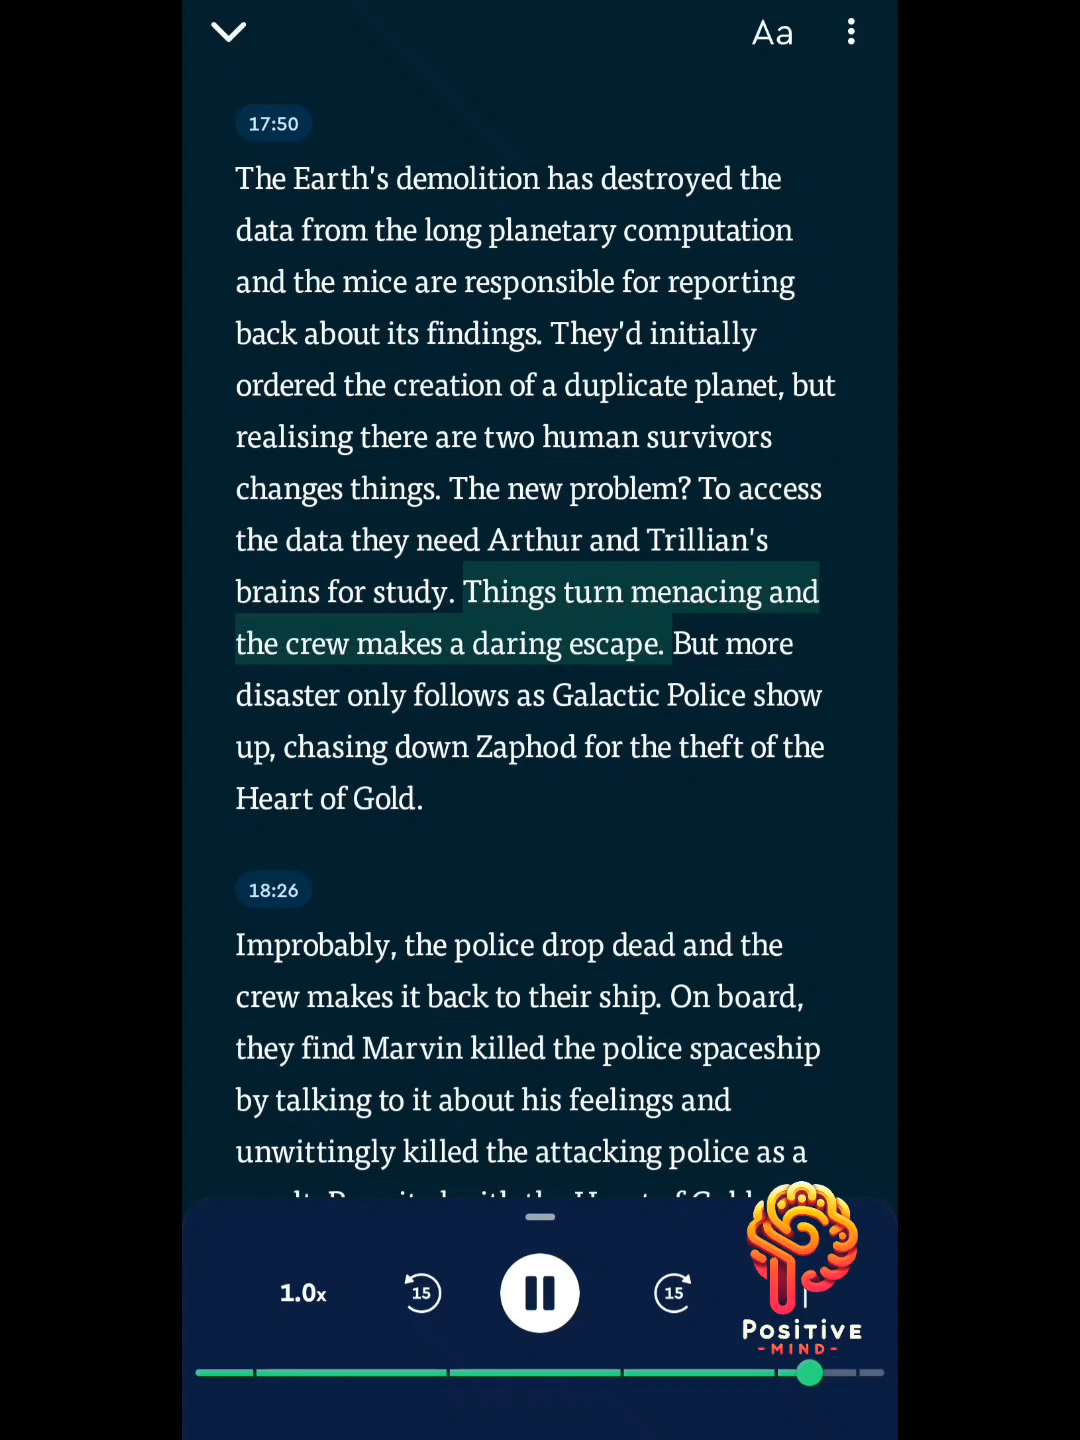 Aa
17:50
The Earth's demolition has destroyed the
data from the long planetary computation
and the mice are responsible for reporting
back about its findings. They'd initially
ordered the creation of a duplicate planet, but
realising there are two human survivors
changes things. The new problem? To access
the data they need Arthur and Trillian's
brains for study. Things turn menacing and
the crew makes a daring escape. But more
disaster only follows as Galactic Police show
up, chasing down Zaphod for the theft of the
Heart of Gold.
18:26
Improbably, the police drop dead and the
crew makes it back to their ship. On board,
they find Marvin killed the police spaceship
by talking to it about his feelings and
unwittingly killed the attacking police as a
1.0x
15
15
POSITIVE
-MIND-